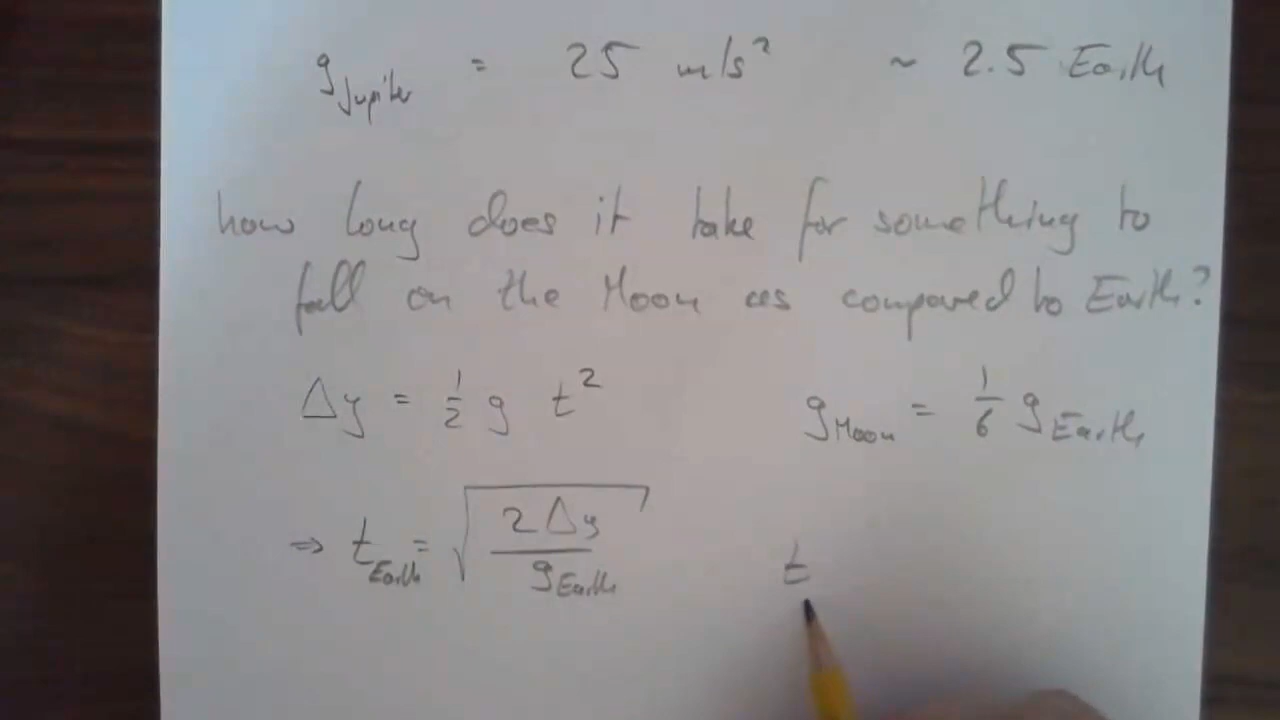 g_Jupiter = 25 m/s² ~ 2.5 Earth
how long does it take for something to
fall on the Moon as compared to Earth?
Δy = 1/2 g t² g_Moon = 1/6 g_Earth
⇒ t_Earth = √(2Δy / g_Earth) t